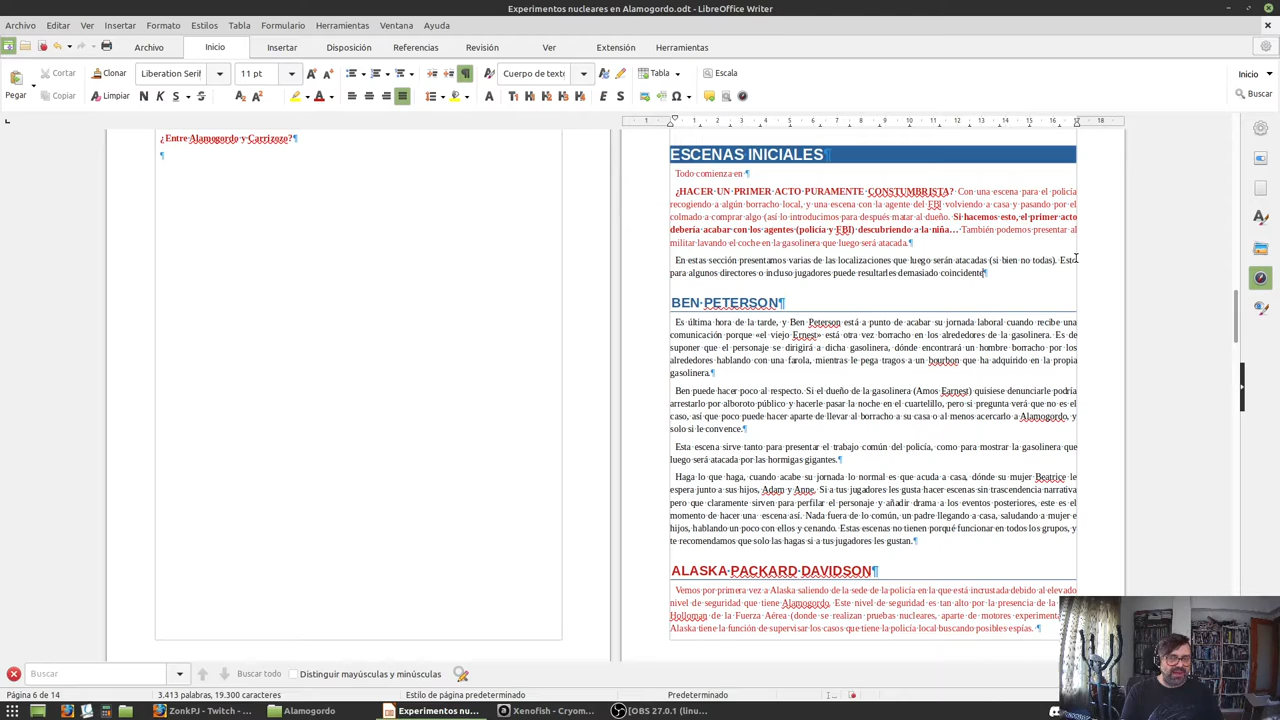 Experimentos nucleares en Alamogordo.odt - LibreOffice Writer
Archivo Editar Ver Insertar Formato Estilos Tabla Formulario Herramientas Ventana Ayuda
Archivo Inicio Insertar Disposición Referencias Revisión Ver Extensión Herramientas
Pegar Cortar Clonar Liberation Serif 11 pt Cuerpo de texto Tabla Escala Inicio
Copiar Limpiar Buscar
1 1 2 3 4 5 6 7 8 9 10 11 12 13 14 15 16 17 18
¿Entre Alamogordo y Carrizozo?¶
¶
ESCENAS INICIALES¶
Todo comienza en ¶
¿HACER UN PRIMER ACTO PURAMENTE CONSTUMBRISTA? Con una escena para el policía
recogiendo a algún borracho local, y una escena con la agente del FBI volviendo a casa y pasando por el
colmado a comprar algo (así lo introducimos para después matar al dueño. Si hacemos esto, el primer acto
debería acabar con los agentes (policía y FBI) descubriendo a la niña… También podemos presentar al
militar lavando el coche en la gasolinera que luego será atacada.¶
En estas sección presentamos varias de las localizaciones que luego serán atacadas (si bien no todas). Esto
para algunos directores o incluso jugadores puede resultarles demasiado coincidente¶
BEN PETERSON¶
Es última hora de la tarde, y Ben Peterson está a punto de acabar su jornada laboral cuando recibe una
comunicación porque «el viejo Ernest» está otra vez borracho en los alrededores de la gasolinera. Es de
suponer que el personaje se dirigirá a dicha gasolinera, dónde encontrará un hombre borracho por los
alrededores hablando con una farola, mientras le pega tragos a un bourbon que ha adquirido en la propia
gasolinera.¶
Ben puede hacer poco al respecto. Si el dueño de la gasolinera (Amos Earnest) quisiese denunciarle podría
arrestarlo por alboroto público y hacerle pasar la noche en el cuartelillo, pero si pregunta verá que no es el
caso, así que poco puede hacer aparte de llevar al borracho a su casa o al menos acercarlo a Alamogordo, y
solo si le convence.¶
Esta escena sirve tanto para presentar el trabajo común del policía, como para mostrar la gasolinera que
luego será atacada por las hormigas gigantes.¶
Haga lo que haga, cuando acabe su jornada lo normal es que acuda a casa, dónde su mujer Beatrice le
espera junto a sus hijos, Adam y Anne. Si a tus jugadores les gusta hacer escenas sin trascendencia narrativa
pero que claramente sirven para perfilar el personaje y añadir drama a los eventos posteriores, este es el
momento de hacer una escena así. Nada fuera de lo común, un padre llegando a casa, saludando a mujer e
hijos, hablando un poco con ellos y cenando. Estas escenas no tienen porqué funcionar en todos los grupos, y
te recomendamos que solo las hagas si a tus jugadores les gustan.¶
ALASKA PACKARD DAVIDSON¶
Vemos por primera vez a Alaska saliendo de la sede de la policía en la que está incrustada debido al elevado
nivel de seguridad que tiene Alamogordo. Este nivel de seguridad es tan alto por la presencia de la
Holloman de la Fuerza Aérea (donde se realizan pruebas nucleares, aparte de motores
Alaska tiene la función de supervisar los casos que tiene la policía local buscando posibles espías. ¶
Buscar Buscar todo Distinguir mayúsculas y minúsculas
Página 6 de 14 3.413 palabras, 19.300 caracteres Estilo de página predeterminado Predeterminado
ZonkPJ - Twitch - Alamogordo Experimentos nu… Xenofish - Cryom… [OBS 27.0.1 (linu…